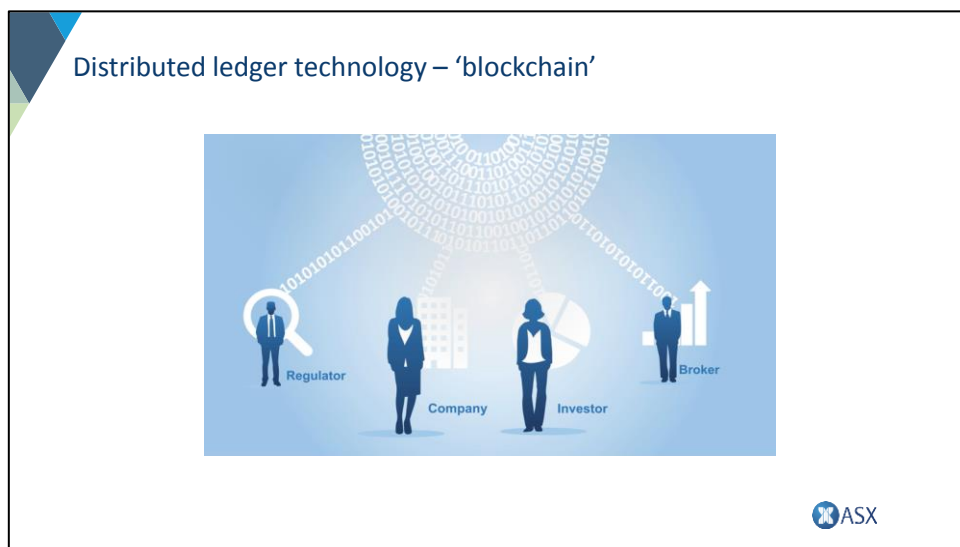 Distributed ledger technology – ‘blockchain’
Regulator
Company
Investor
Broker
ASX